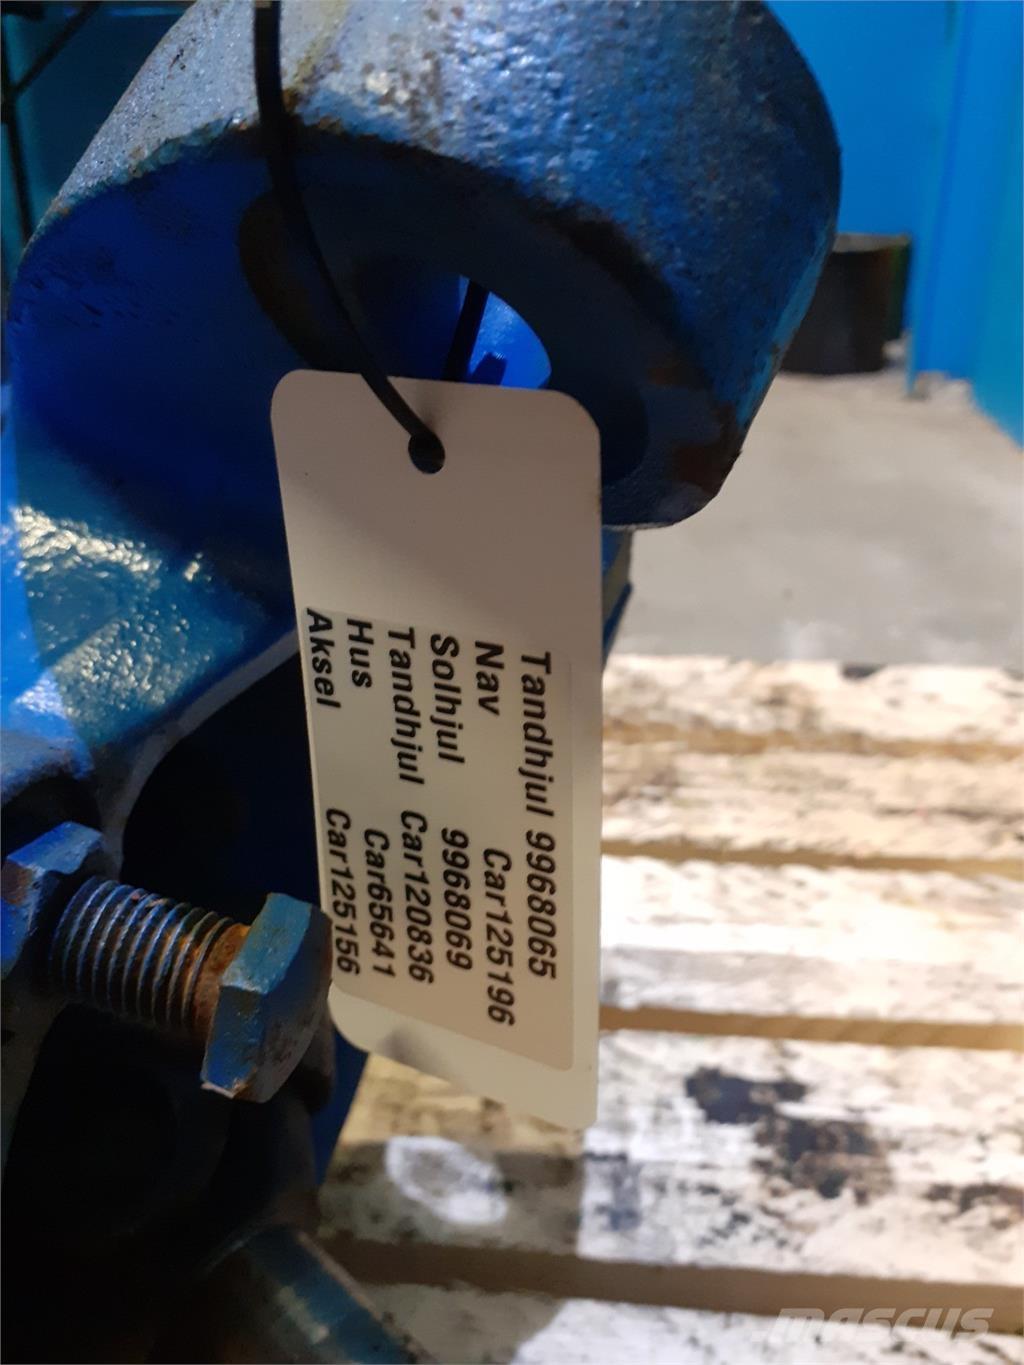 Tandhjul 9968065
Nav Car125196
Solhjul 9968069
Tandhjul Car120836
Hus Car65641
Aksel Car125156
mascus